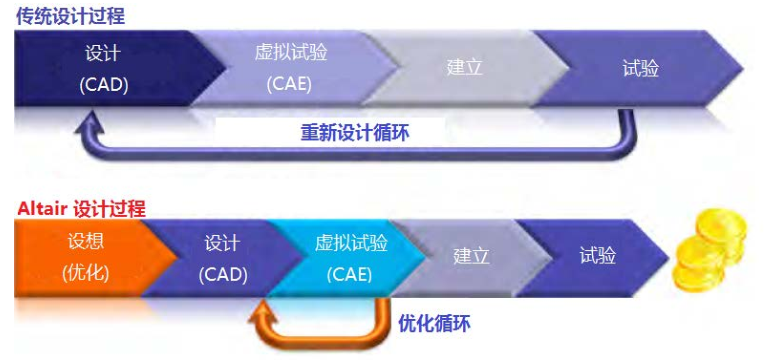 传统设计过程
设计
(CAD)
虚拟试验
(CAE)
建立
试验
重新设计循环
Altair 设计过程
设想
(优化)
设计
(CAD)
虚拟试验
(CAE)
建立
试验
优化循环